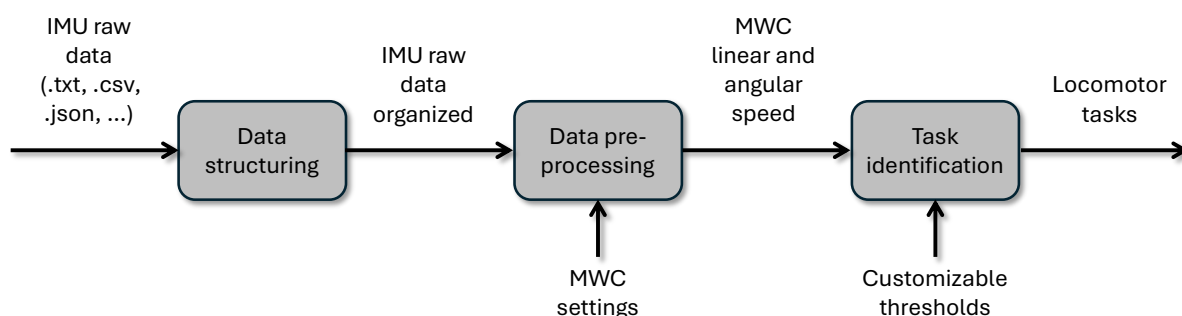 IMU raw
data
(.txt, .csv,
.json, ...)
Data
structuring
IMU raw
data
organized
Data pre-
processing
MWC
settings
MWC
linear and
angular
speed
Task
identification
Customizable
thresholds
Locomotor
tasks